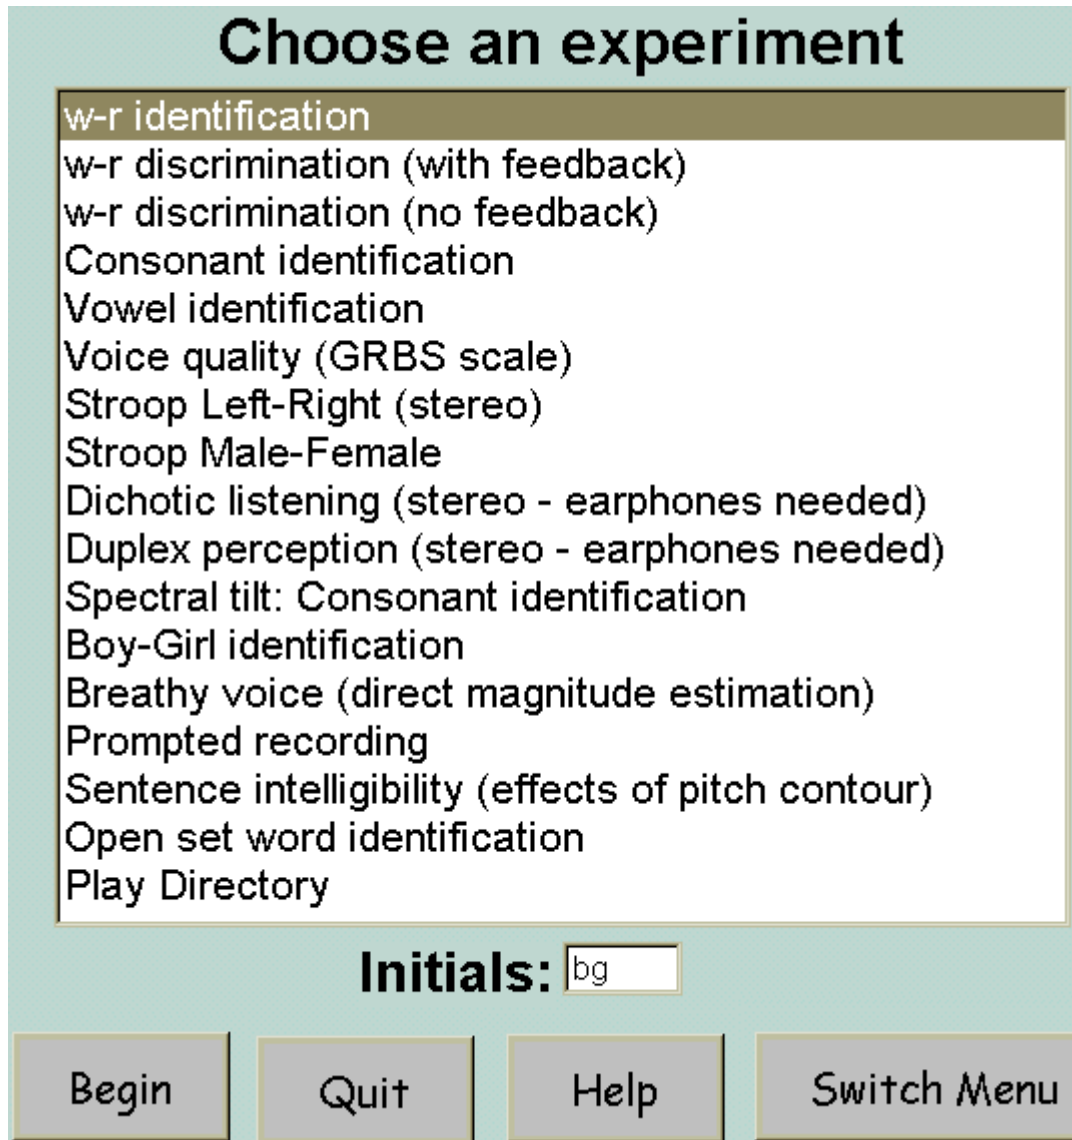 Choose an experiment
w-r identification
w-r discrimination (with feedback)
w-r discrimination (no feedback)
Consonant identification
Vowel identification
Voice quality (GRBS scale)
Stroop Left-Right (stereo)
Stroop Male-Female
Dichotic listening (stereo - earphones needed)
Duplex perception (stereo - earphones needed)
Spectral tilt: Consonant identification
Boy-Girl identification
Breathy voice (direct magnitude estimation)
Prompted recording
Sentence intelligibility (effects of pitch contour)
Open set word identification
Play Directory
Initials: bg
Begin Quit Help Switch Menu